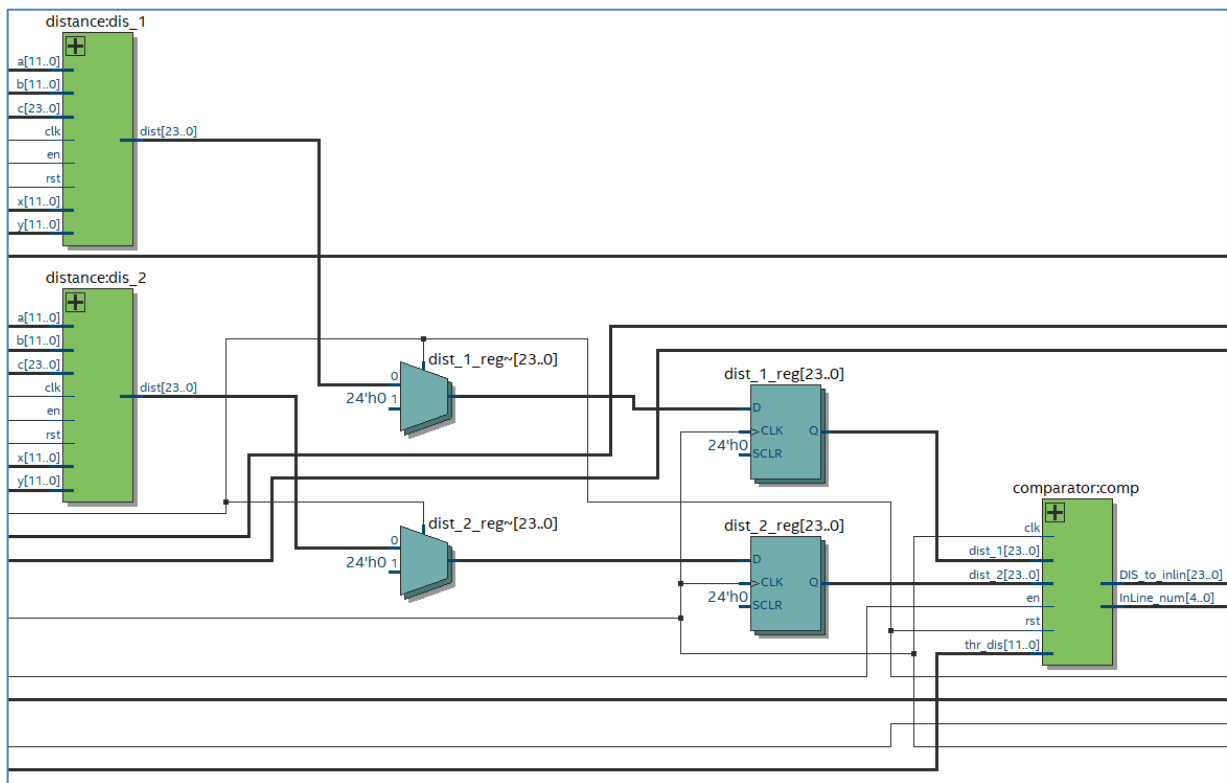 distance:dis_1
a[11..0]
b[11..0]
c[23..0]
clk
en
rst
x[11..0]
y[11..0]
dist[23..0]
distance:dis_2
a[11..0]
b[11..0]
c[23..0]
clk
en
rst
x[11..0]
y[11..0]
dist[23..0]
dist_1_reg~[23..0]
0
24'h0 1
dist_2_reg~[23..0]
0
24'h0 1
dist_1_reg[23..0]
D
CLK Q
24'h0
SCLR
dist_2_reg[23..0]
D
CLK Q
24'h0
SCLR
comparator:comp
clk
dist_1[23..0]
dist_2[23..0]
en
rst
thr_dis[11..0]
DIS_to_inlin[23..0]
InLine_num[4..0]